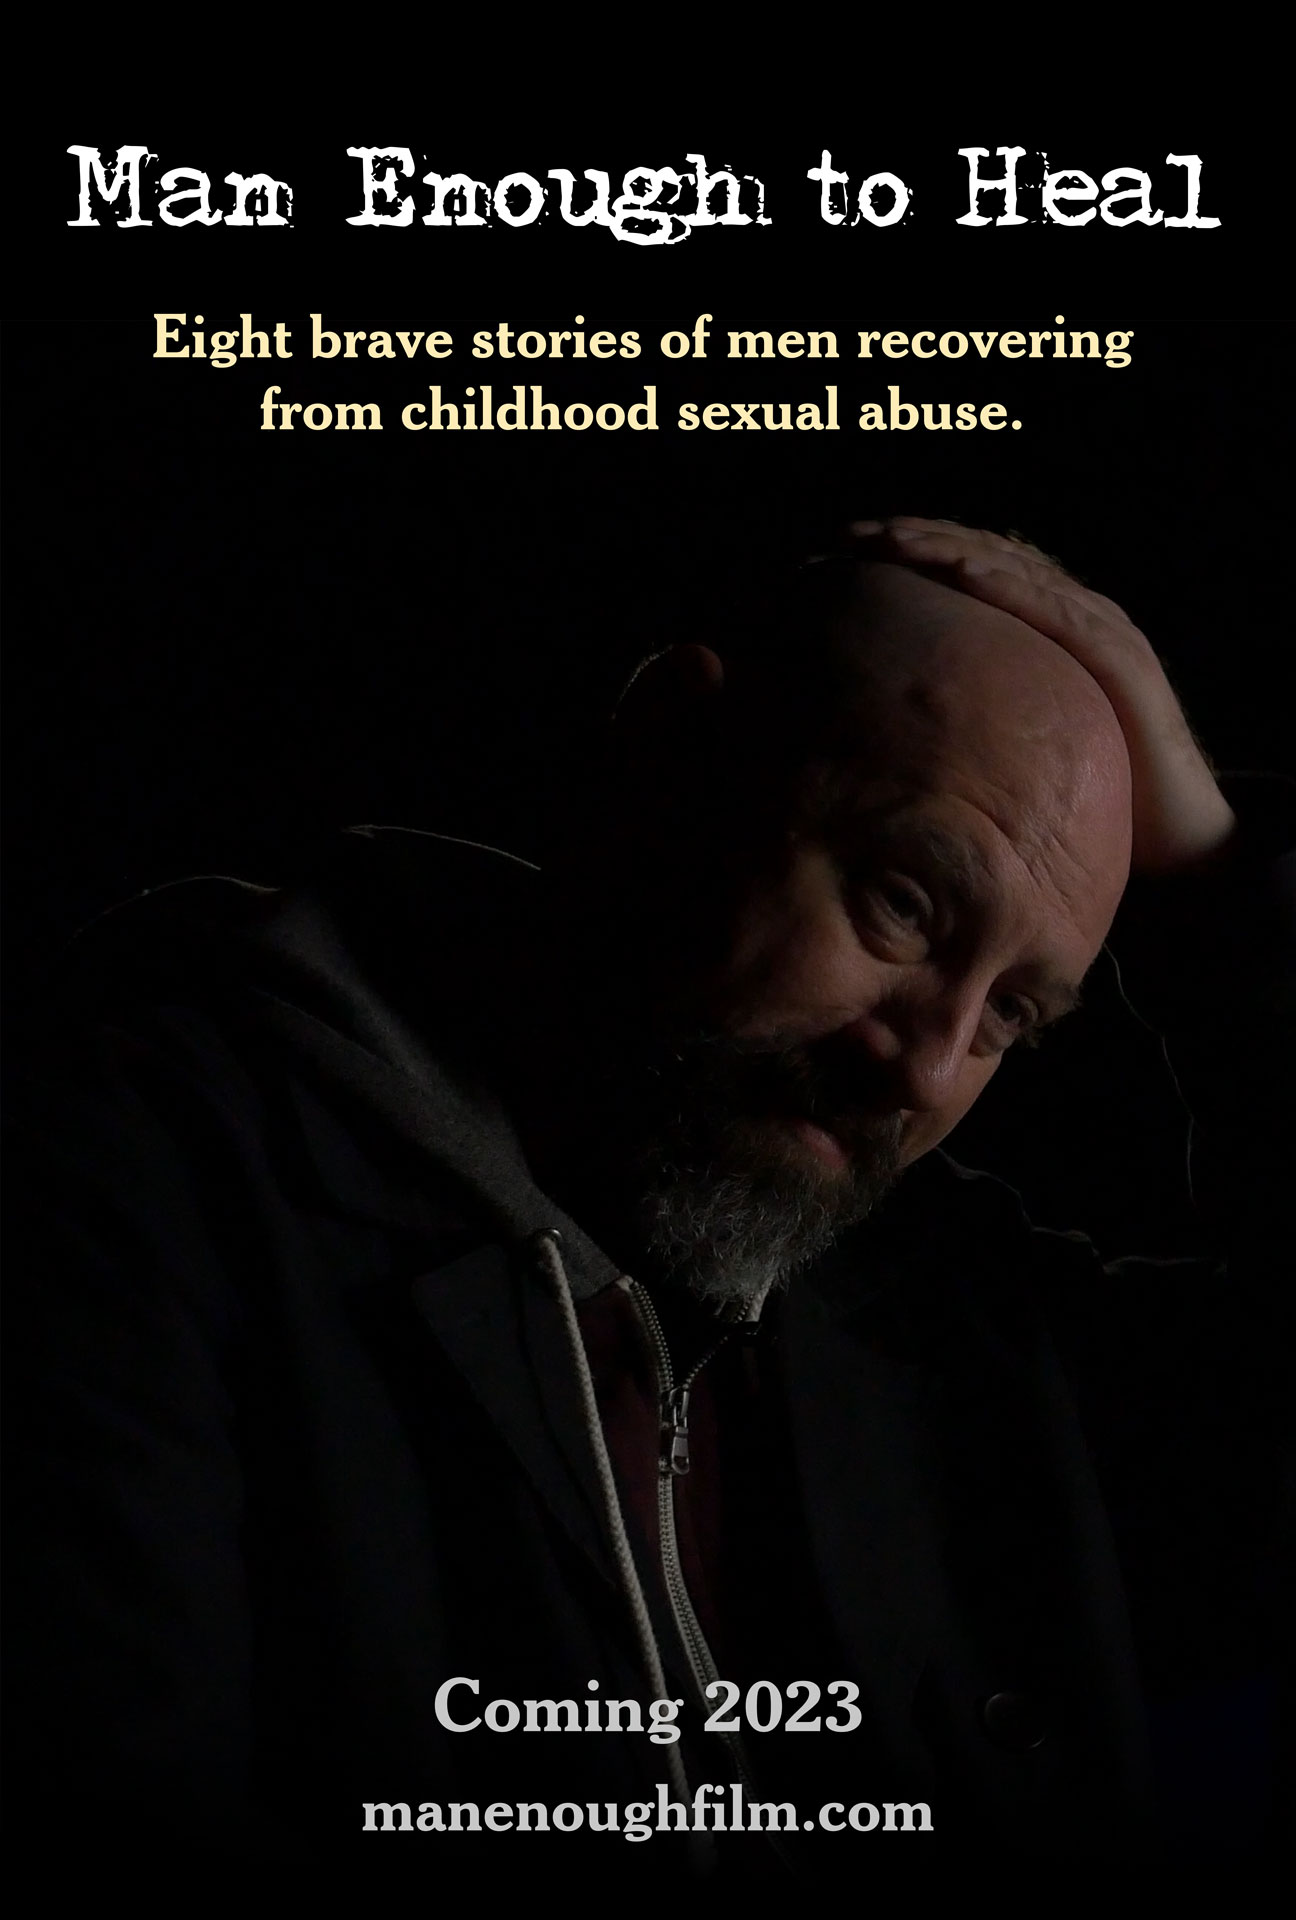 Man Enough to Heal
Eight brave stories of men recovering
from childhood sexual abuse.
Coming 2023
manenoughfilm.com